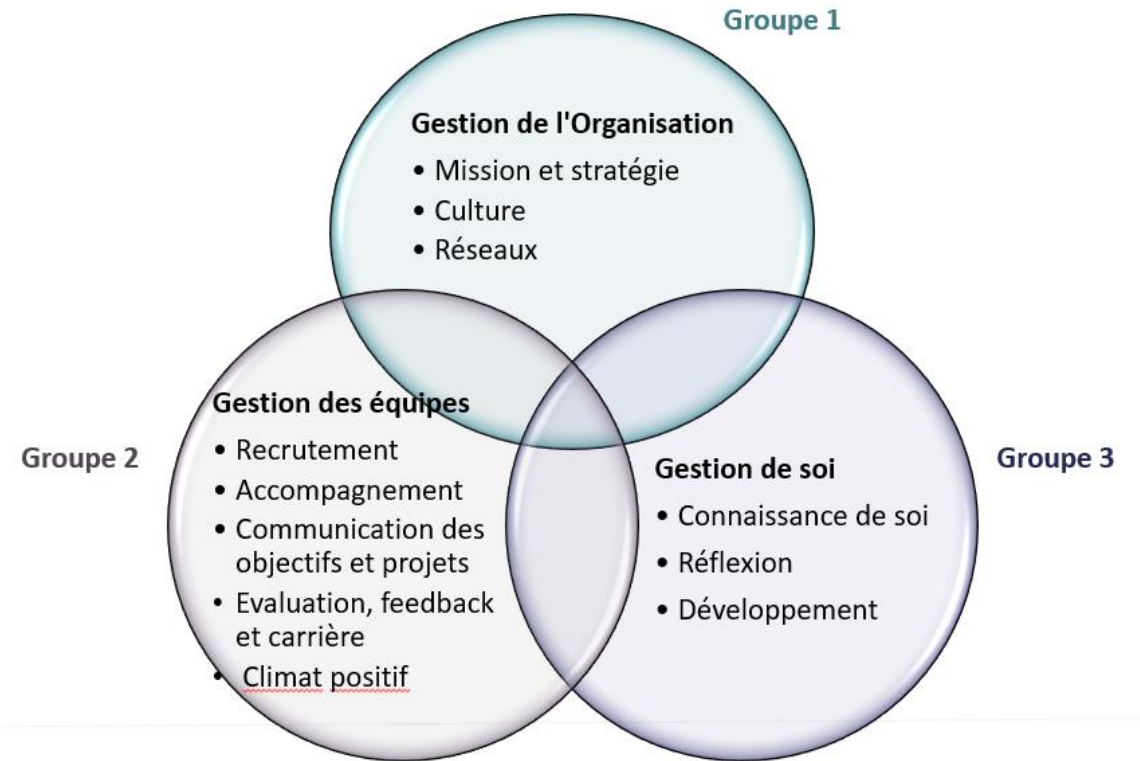 Groupe 1
Gestion de l'Organisation
• Mission et stratégie
• Culture
• Réseaux
Groupe 2
Gestion des équipes
• Recrutement
• Accompagnement
• Communication des
objectifs et projets
• Evaluation, feedback
et carrière
• Climat positif
Groupe 3
Gestion de soi
• Connaissance de soi
• Réflexion
• Développement